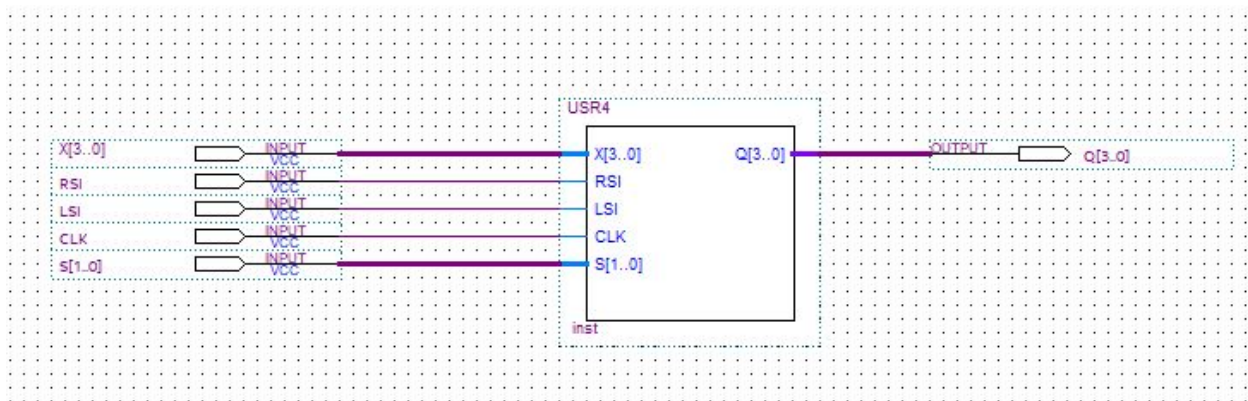 USR4
X[3..0] INPUT VCC X[3..0] Q[3..0] OUTPUT Q[3..0]
RSI INPUT VCC RSI
LSI INPUT VCC LSI
CLK INPUT VCC CLK
S[1..0] INPUT VCC S[1..0]
inst